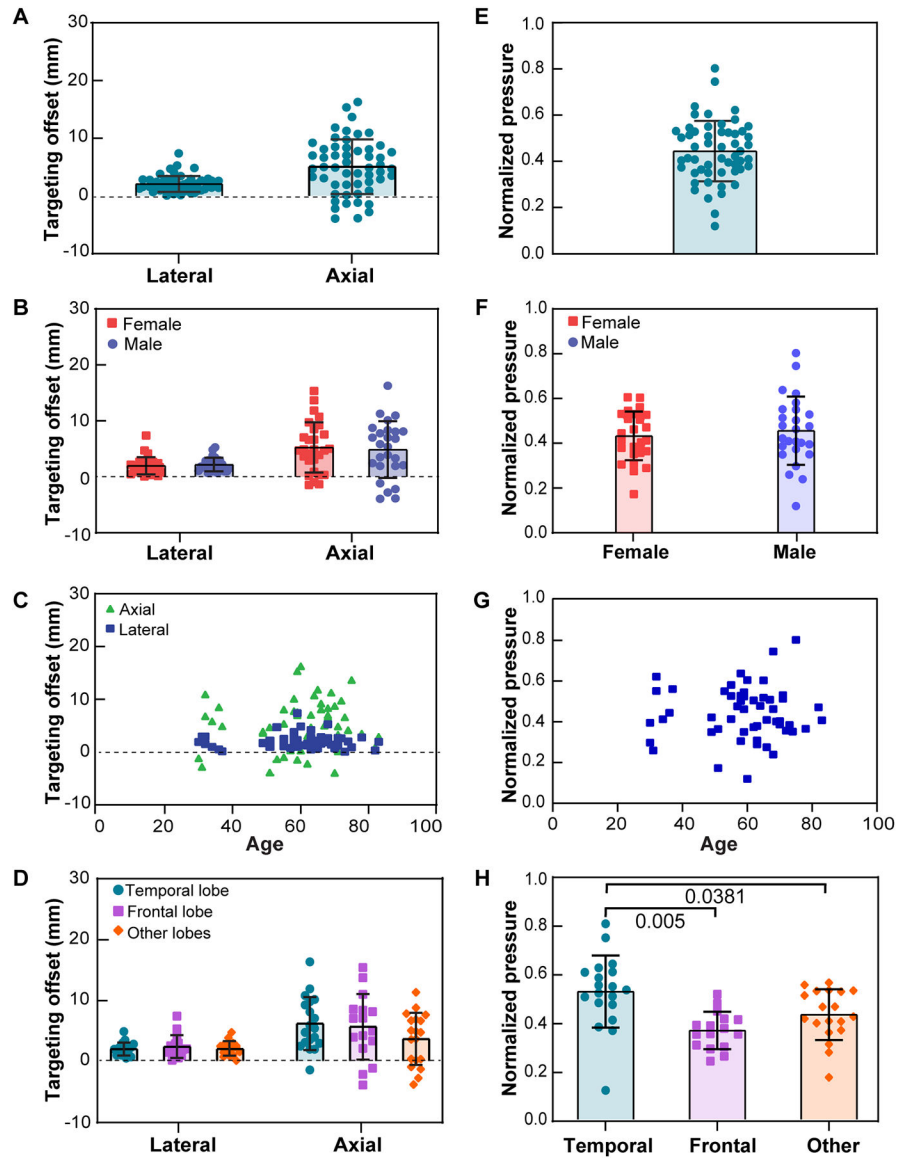 A
Targeting offset (mm)
30
20
10
0
-10
Lateral
Axial
E
Normalized pressure
1.0
0.8
0.6
0.4
0.2
0.0
B
Targeting offset (mm)
30
20
10
0
-10
Female
Male
Lateral
Axial
F
Normalized pressure
1.0
0.8
0.6
0.4
0.2
0.0
Female
Male
Female
Male
C
Targeting offset (mm)
30
20
10
0
-10
Axial
Lateral
0 20 40 60 80 100
Age
G
Normalized pressure
1.0
0.8
0.6
0.4
0.2
0.0
0 20 40 60 80 100
Age
D
Targeting offset (mm)
30
20
10
0
-10
Temporal lobe
Frontal lobe
Other lobes
Lateral
Axial
H
Normalized pressure
1.0
0.8
0.6
0.4
0.2
0.0
0.0381
0.005
Temporal
Frontal
Other